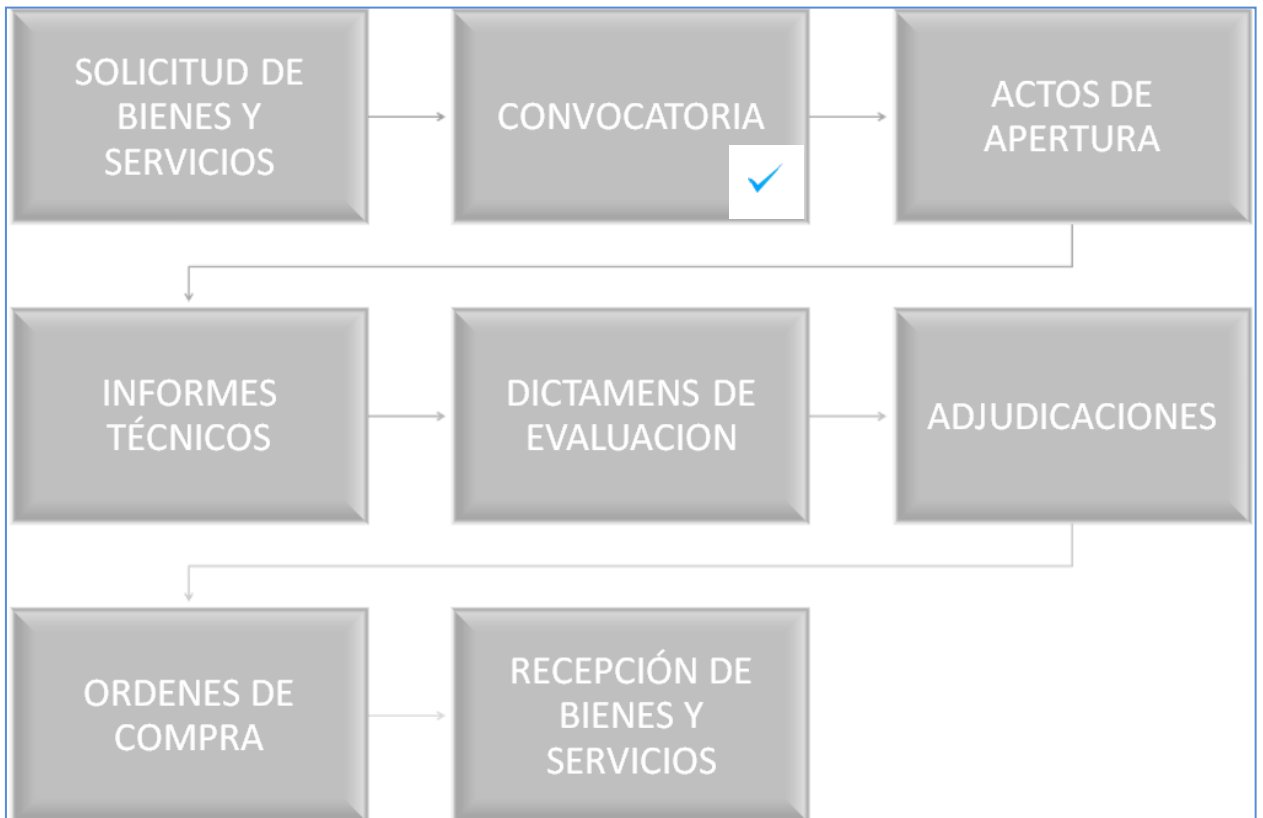 SOLICITUD DE
BIENES Y
SERVICIOS
CONVOCATORIA
ACTOS DE
APERTURA
INFORMES
TÉCNICOS
DICTAMENS DE
EVALUACION
ADJUDICACIONES
ORDENES DE
COMPRA
RECEPCIÓN DE
BIENES Y
SERVICIOS